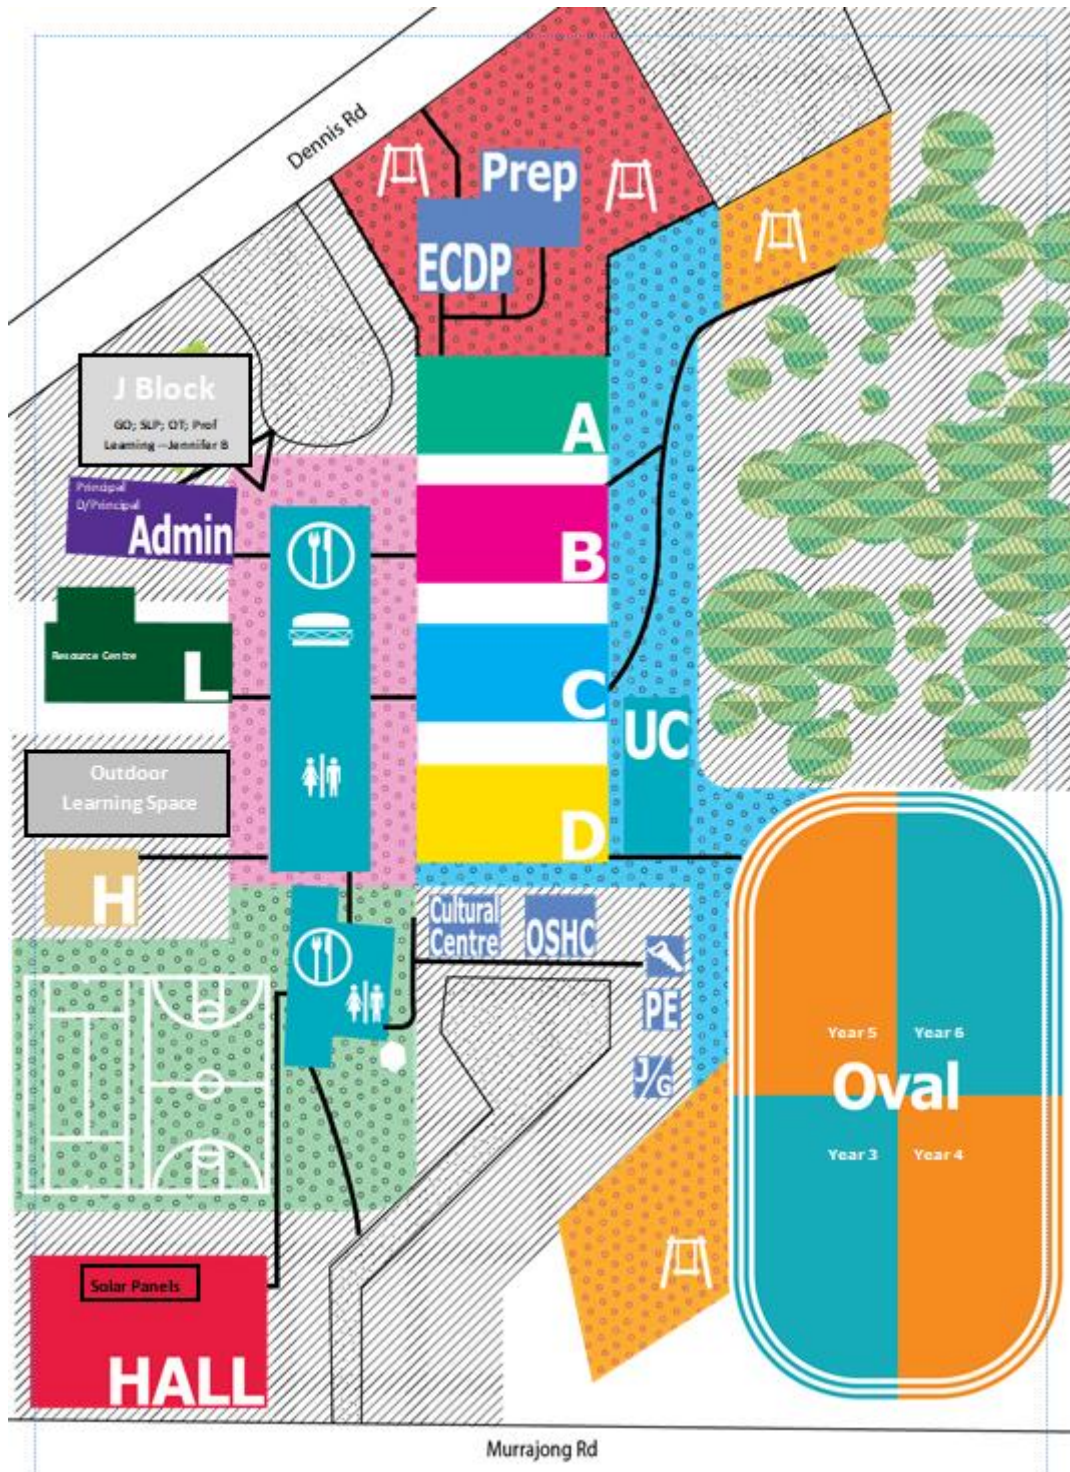 Dennis Rd
Prep
ECDP
J Block
GO; SLP; OT; Prof
Learning—Jennifer B
A
Principal
D/Principal
Admin
B
Resource Centre
L
C
UC
Outdoor
Learning Space
D
H
Cultural
Centre
OSHC
PE
J/G
Year 5
Year 6
Oval
Year 3
Year 4
Solar Panels
HALL
Murrajong Rd